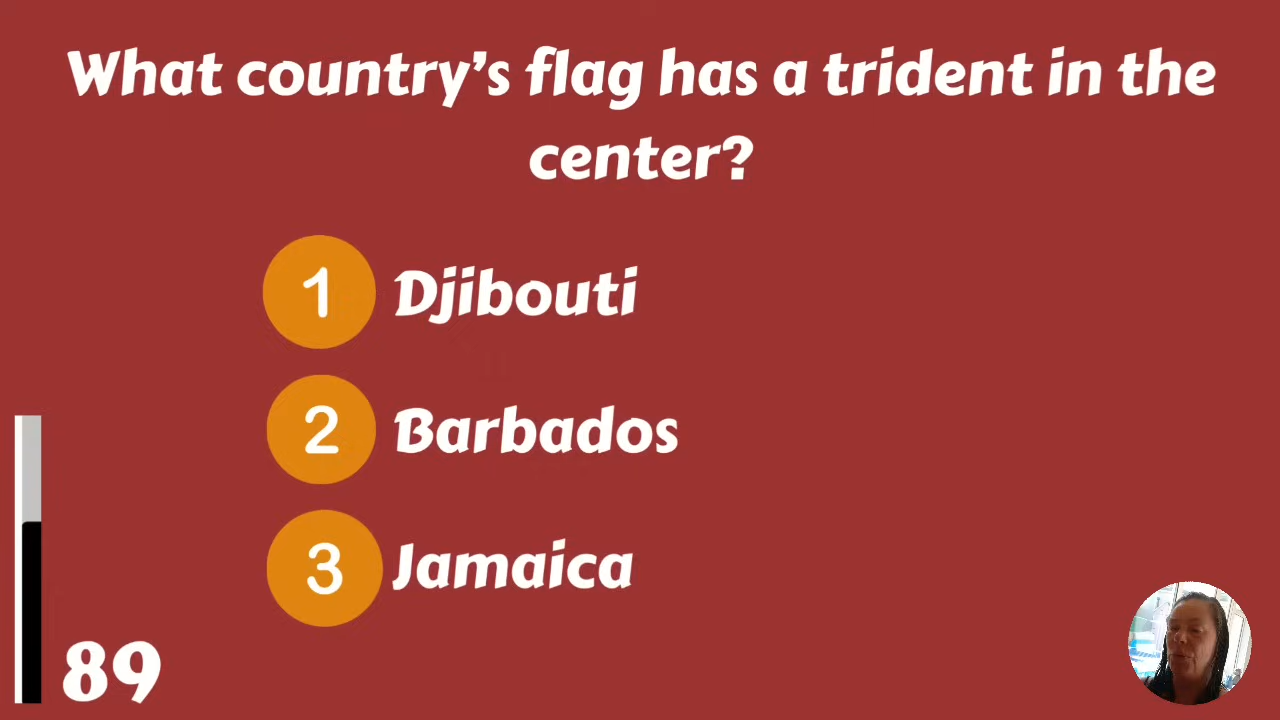 What country’s flag has a trident in the
center?
1 Djibouti
2 Barbados
3 Jamaica
89